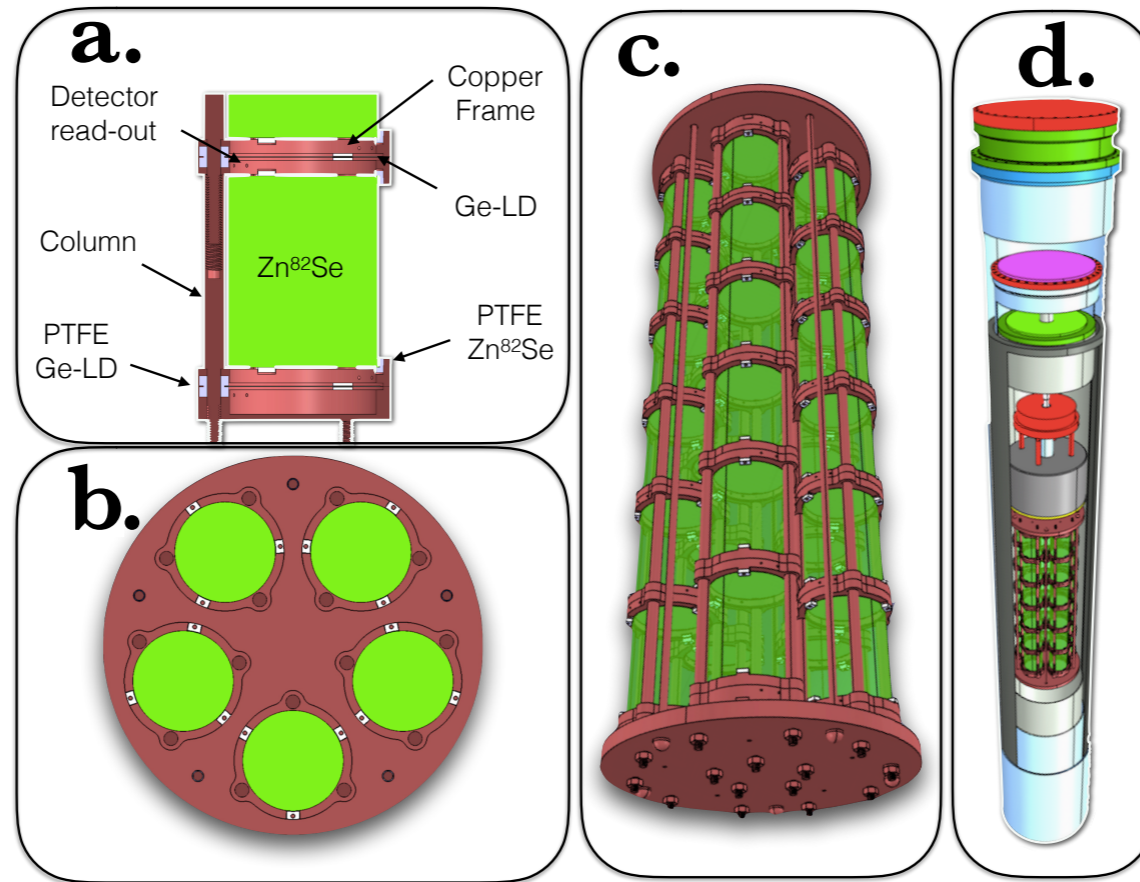 a.
Detector
read-out
Copper
Frame
Ge-LD
Column
Zn⁸²Se
PTFE
Ge-LD
PTFE
Zn⁸²Se
b.
c.
d.